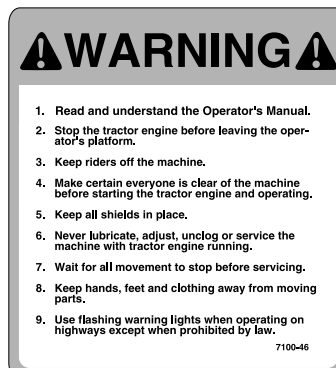 WARNING
1. Read and understand the Operator's Manual.
2. Stop the tractor engine before leaving the oper-
ator's platform.
3. Keep riders off the machine.
4. Make certain everyone is clear of the machine
before starting the tractor engine and operating.
5. Keep all shields in place.
6. Never lubricate, adjust, unclog or service the
machine with tractor engine running.
7. Wait for all movement to stop before servicing.
8. Keep hands, feet and clothing away from moving
parts.
9. Use flashing warning lights when operating on
highways except when prohibited by law.
7100-46